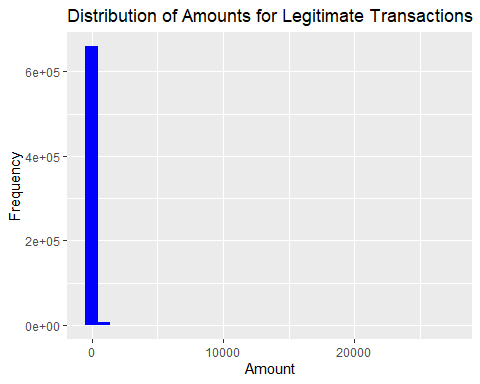 Distribution of Amounts for Legitimate Transactions
Frequency
6e+05
4e+05
2e+05
0e+00
0 10000 20000
Amount